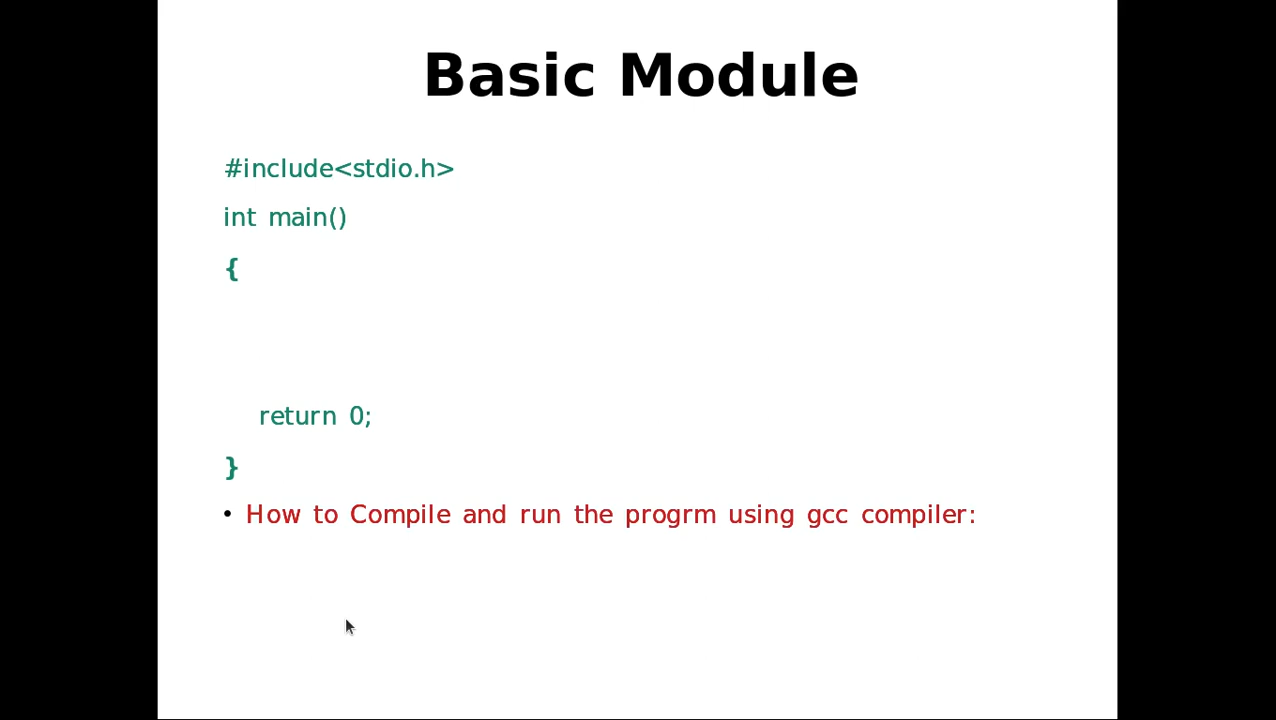 Basic Module
#include<stdio.h>
int main()
{
return 0;
}
• How to Compile and run the progrm using gcc compiler: